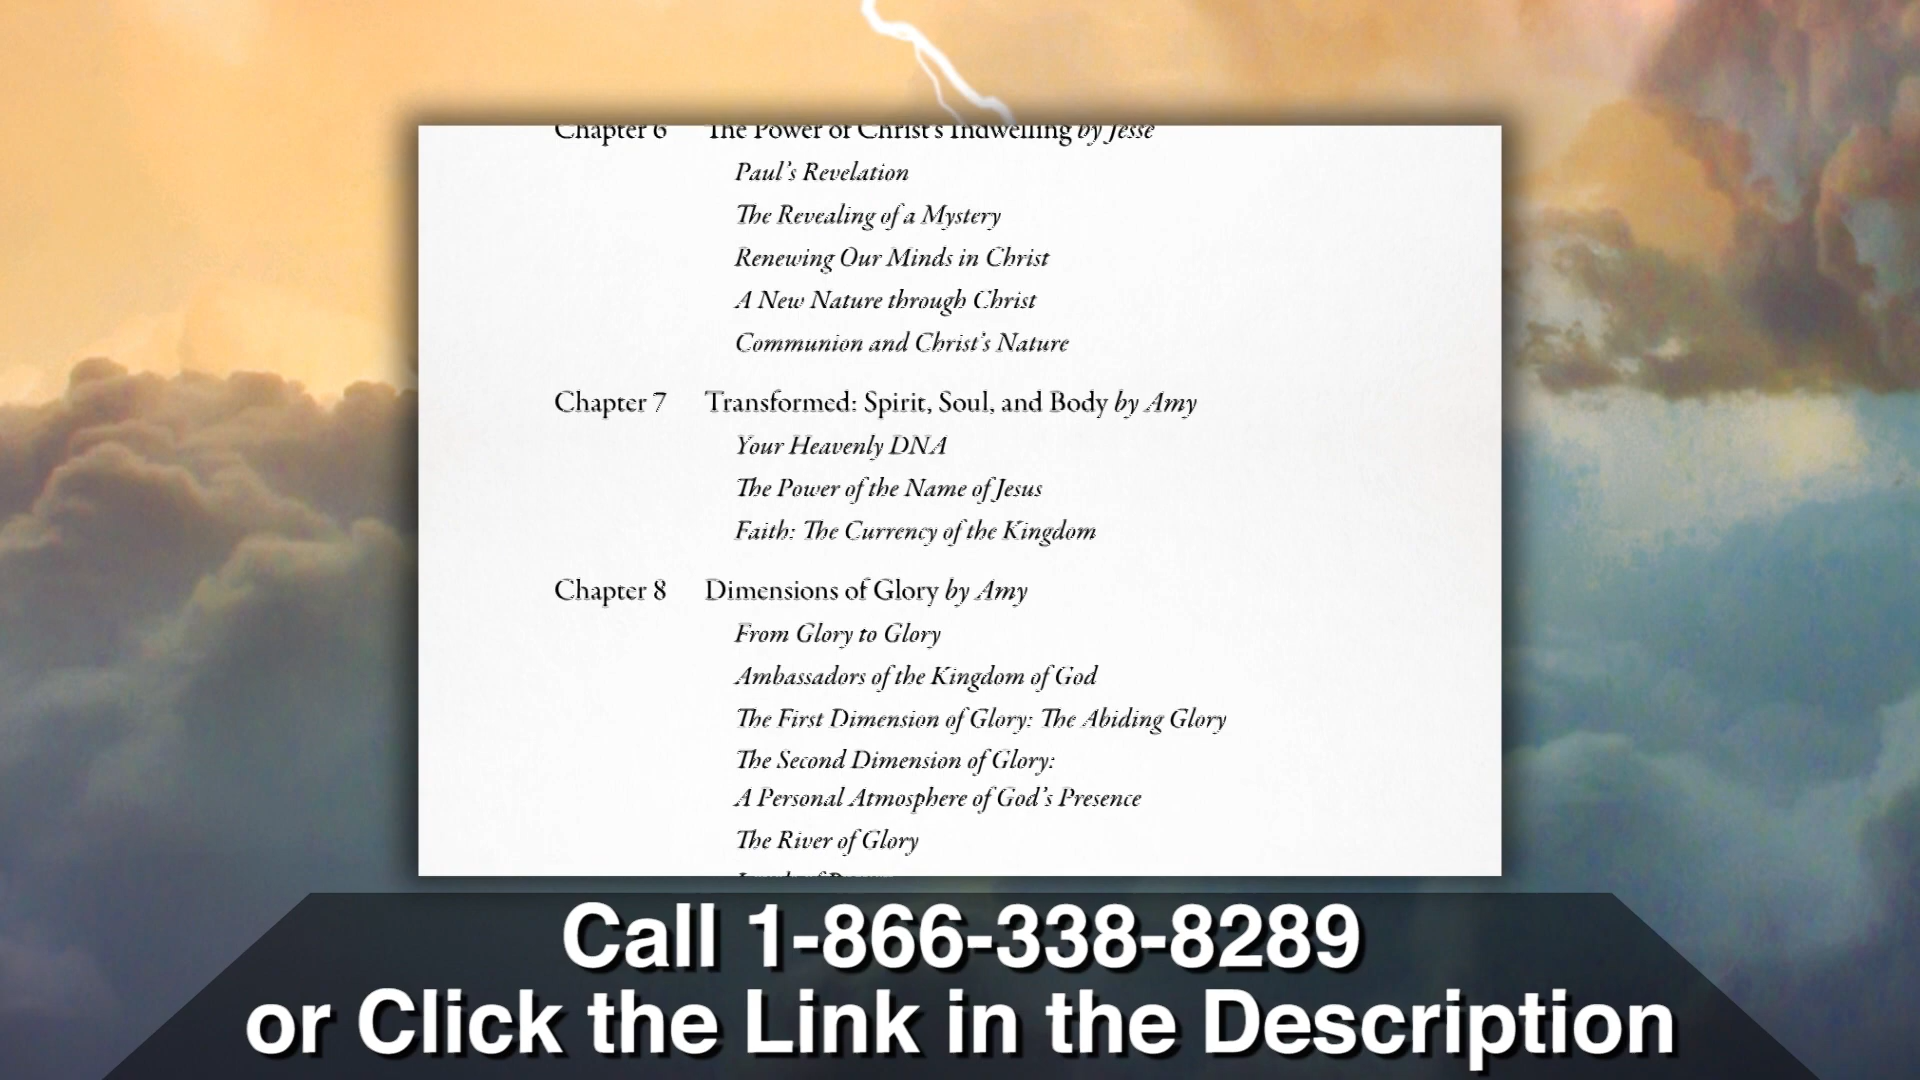 Chapter 6 The Power of Christ's Indwelling by Jesse
Paul's Revelation
The Revealing of a Mystery
Renewing Our Minds in Christ
A New Nature through Christ
Communion and Christ's Nature
Chapter 7 Transformed: Spirit, Soul, and Body by Amy
Your Heavenly DNA
The Power of the Name of Jesus
Faith: The Currency of the Kingdom
Chapter 8 Dimensions of Glory by Amy
From Glory to Glory
Ambassadors of the Kingdom of God
The First Dimension of Glory: The Abiding Glory
The Second Dimension of Glory:
A Personal Atmosphere of God's Presence
The River of Glory
Call 1-866-338-8289
or Click the Link in the Description